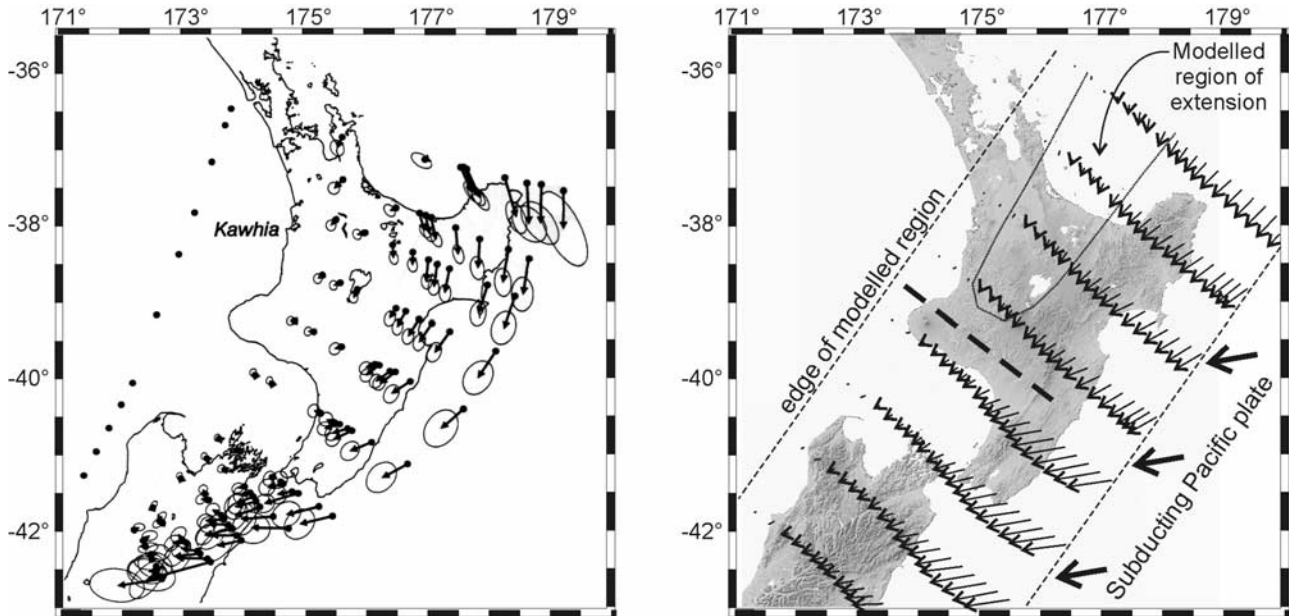 171° 173° 175° 177° 179°
-36°
-38°
-40°
-42°
Kawhia
171° 173° 175° 177° 179°
-36°
-38°
-40°
-42°
Modelled
region of
extension
edge of modelled region
Subducting Pacific plate